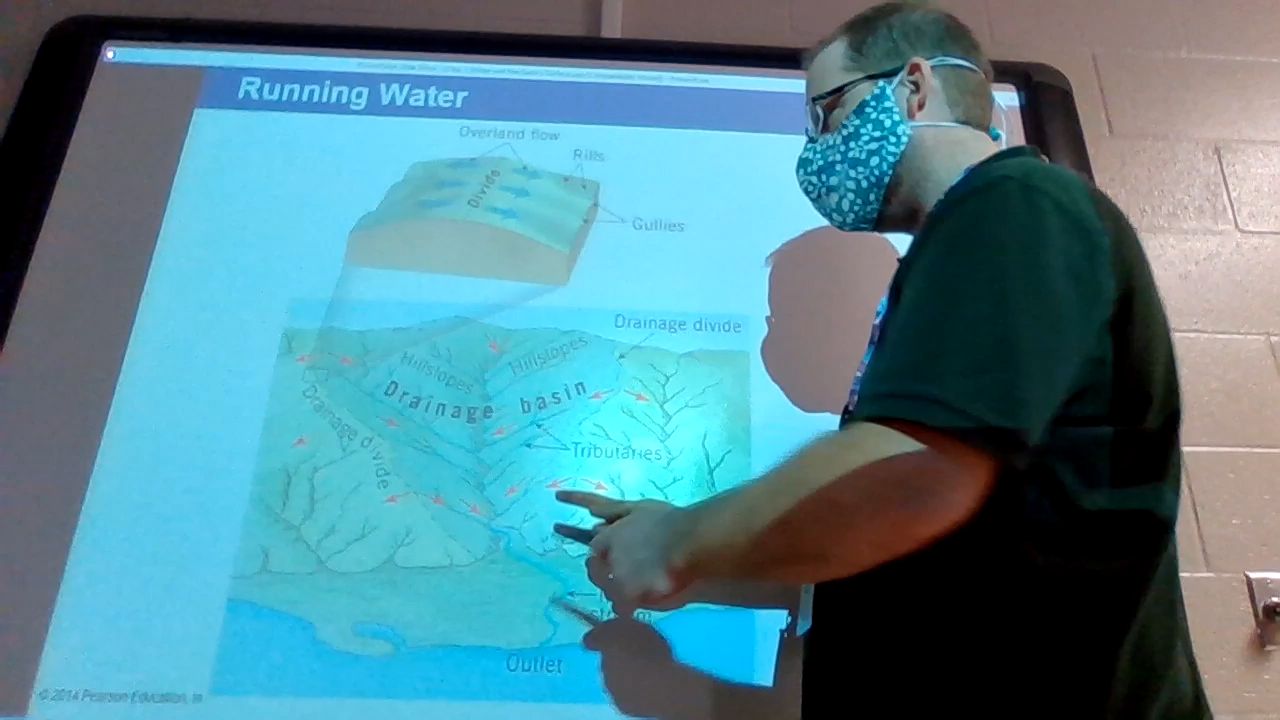 Running Water
Overland flow
Rills
Divide
Gullies
Drainage divide
Hillslopes
Hillslopes
Drainage basin
Drainage divide
Tributaries
Outlet
© 2014 Pearson Education,